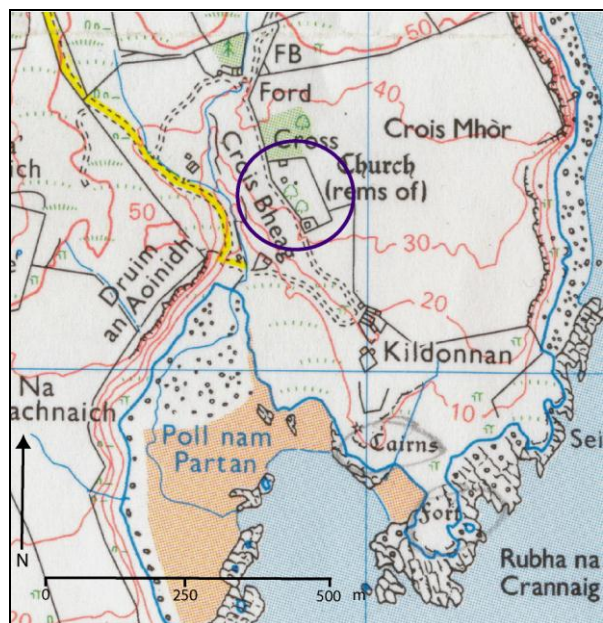 50
FB
Ford
40
Cross
Crois Mhòr
Church
(rems of)
Crois Bheag
ich
50
30
Druim
an Aoinidh
20
Kildonnan
Na
achnaich
10
Poll nam
Partan
Cairns
Sei
Fort
N
Rubha na
Crannaig
0
250
500
m
20